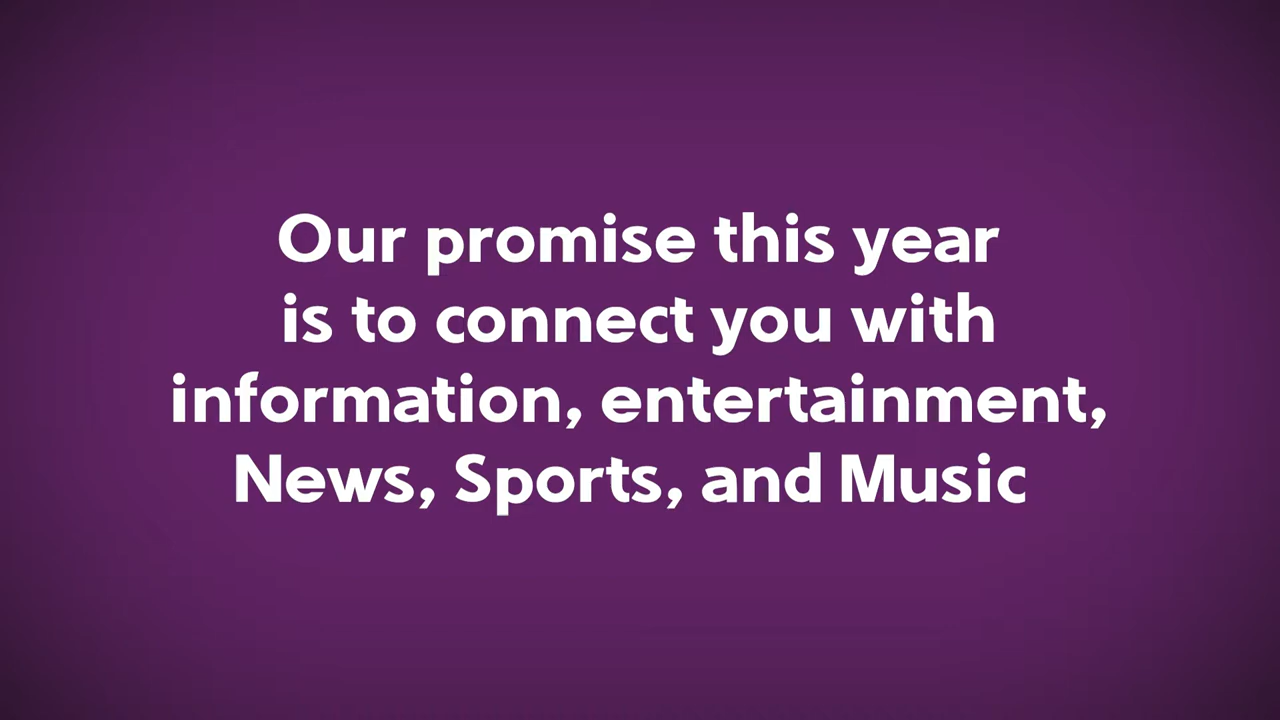 Our promise this year
is to connect you with
information, entertainment,
News, Sports, and Music